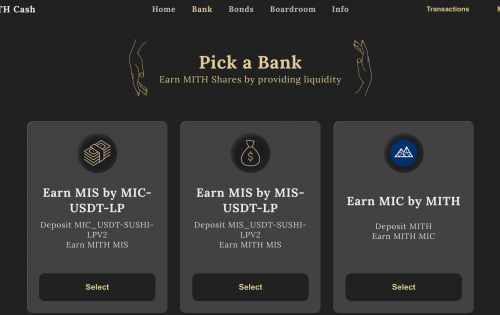 TH Cash
Home Bank Bonds Boardroom Info
Transactions
Pick a Bank
Earn MITH Shares by providing liquidity
Earn MIS by MIC-
USDT-LP
Deposit MIC_USDT-SUSHI-
LPV2
Earn MITH MIS
Select
Earn MIS by MIS-
USDT-LP
Deposit MIS_USDT-SUSHI-
LPV2
Earn MITH MIS
Select
Earn MIC by MITH
Deposit MITH
Earn MITH MIC
Select